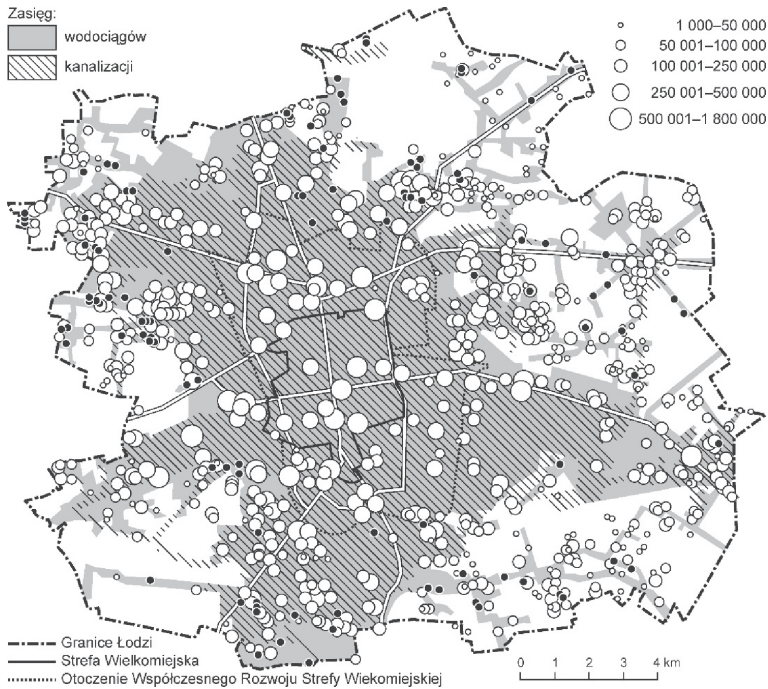 Zasięg:
wodociągów
kanalizacji
1 000–50 000
50 001–100 000
100 001–250 000
250 001–500 000
500 001–1 800 000
Granice Łodzi
Strefa Wielkomiejska
Otoczenie Współczesnego Rozwoju Strefy Wiekomiejskiej
0 1 2 3 4 km